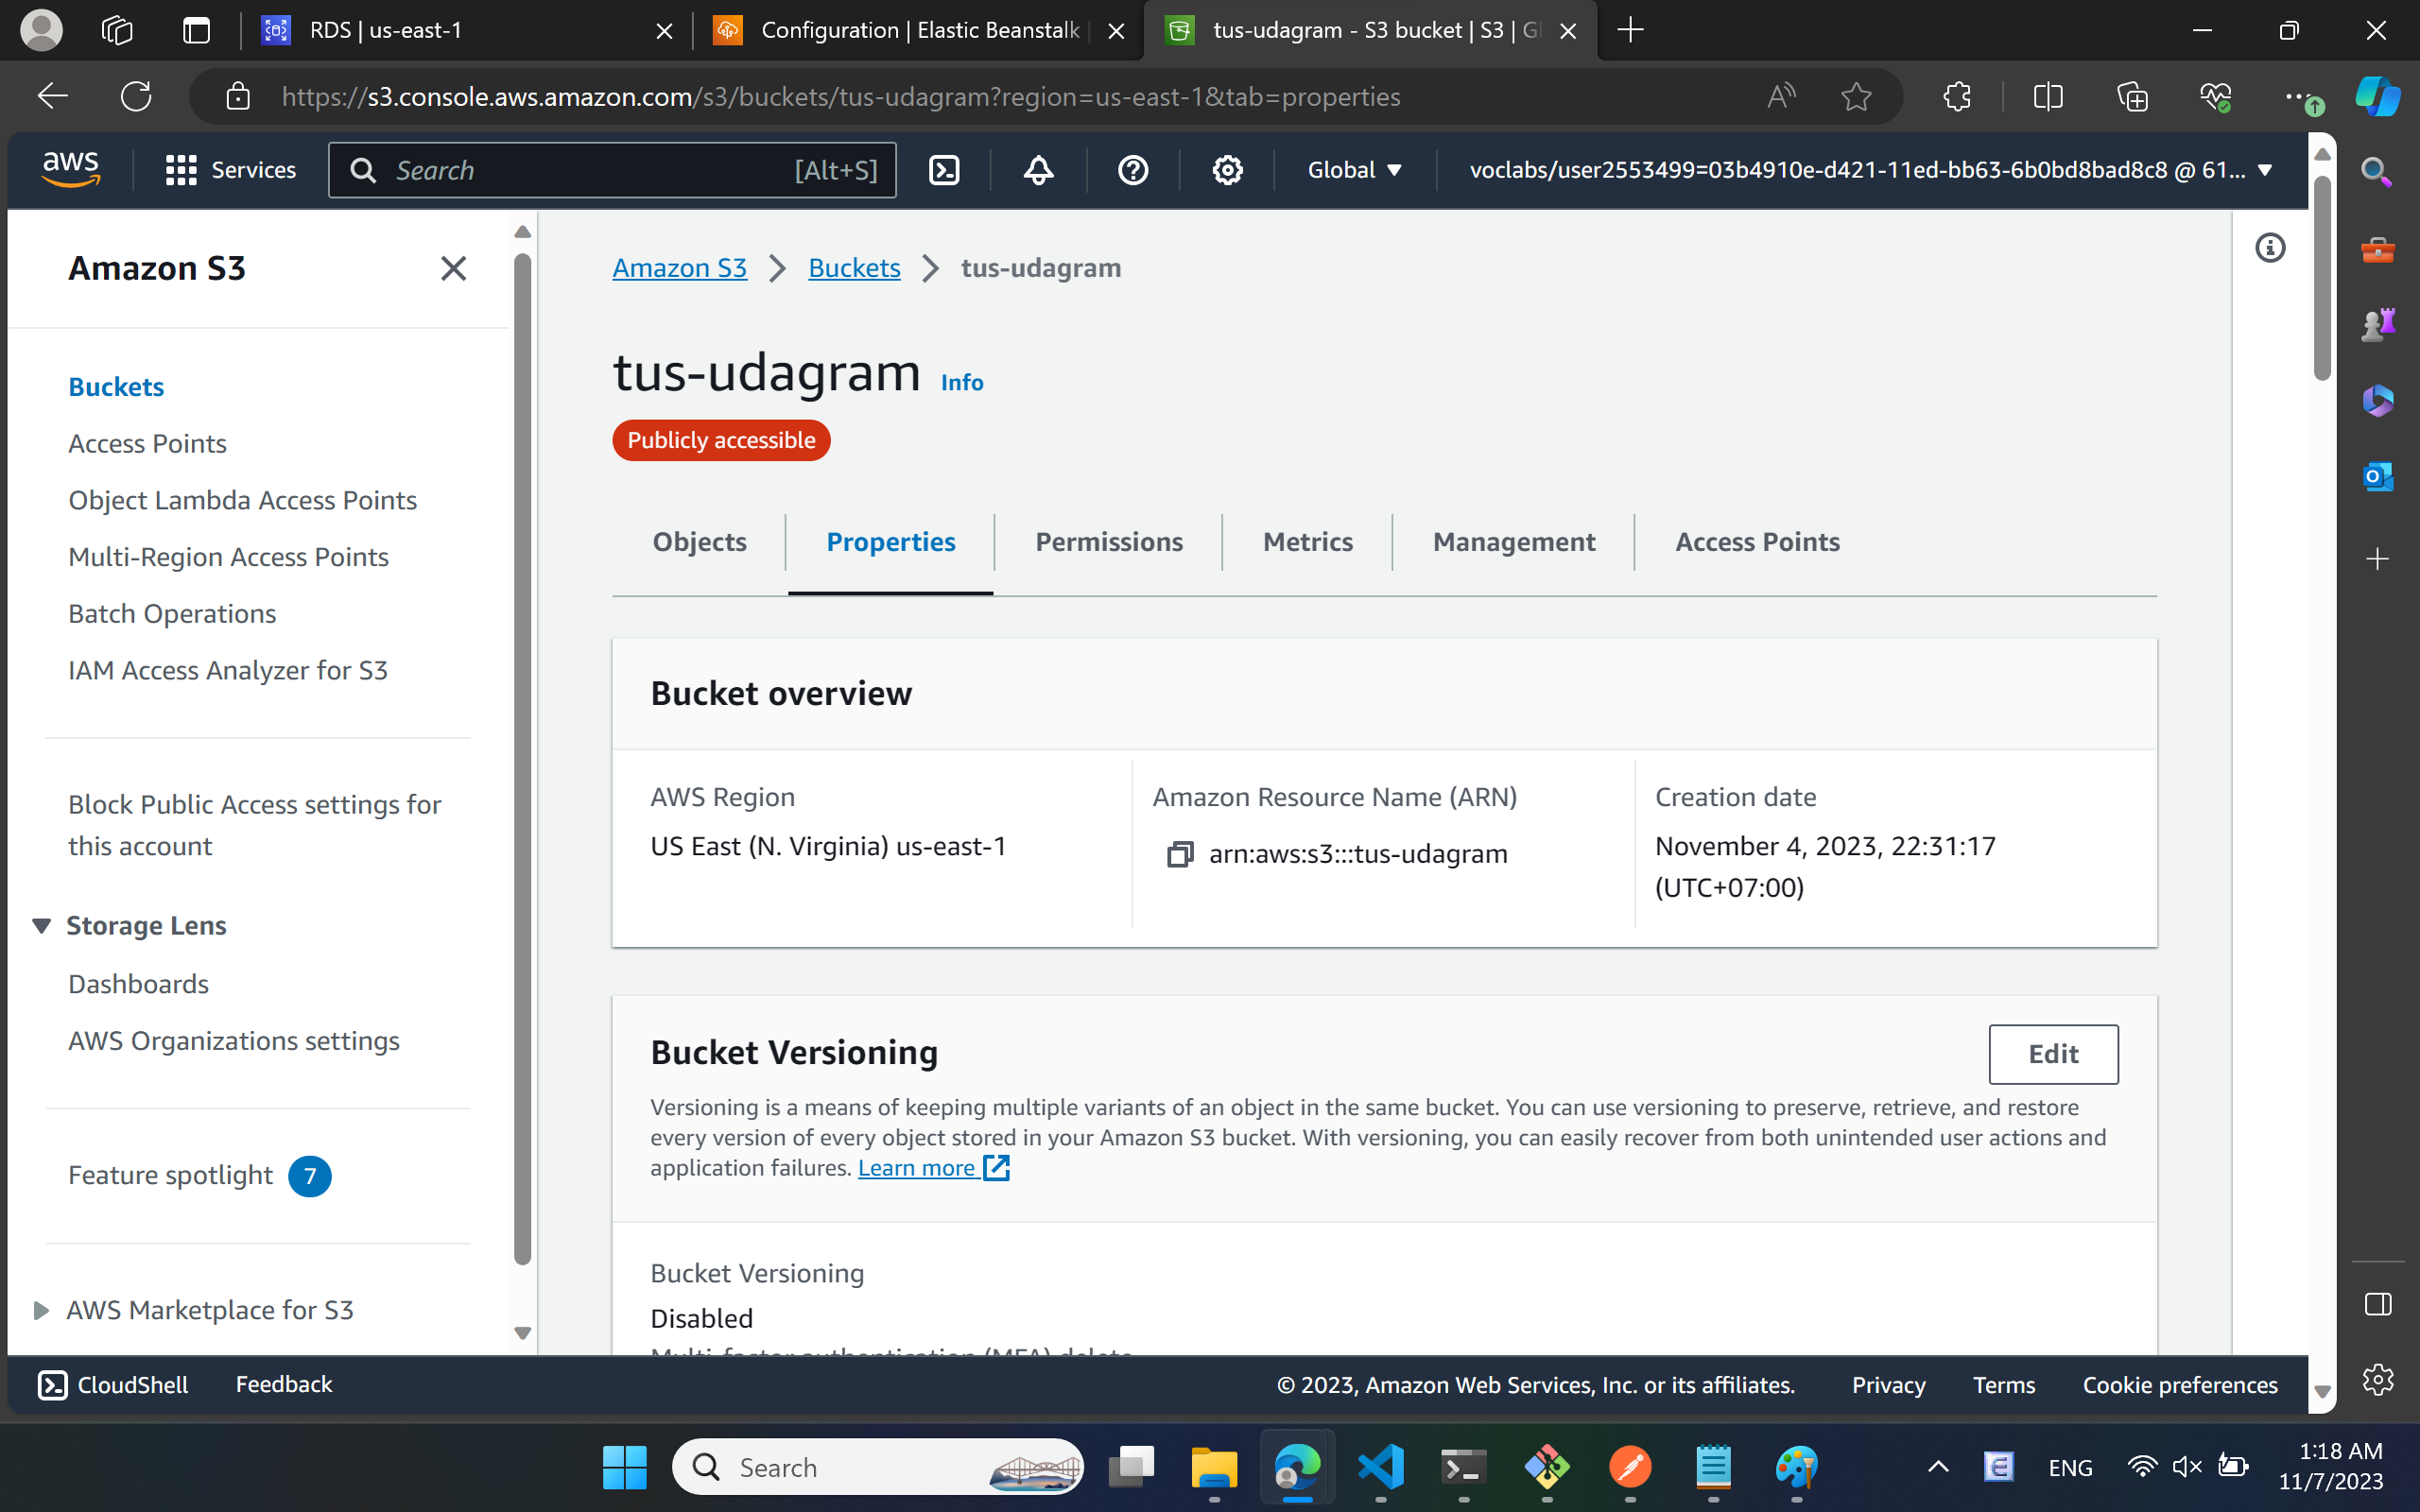 RDS | us-east-1
Configuration | Elastic Beanstalk
tus-udagram - S3 bucket | S3 | Gl
https://s3.console.aws.amazon.com/s3/buckets/tus-udagram?region=us-east-1&tab=properties
aws
Services
Search
[Alt+S]
Global
voclabs/user2553499=03b4910e-d421-11ed-bb63-6b0bd8bad8c8 @ 61...
Amazon S3
Buckets
Access Points
Object Lambda Access Points
Multi-Region Access Points
Batch Operations
IAM Access Analyzer for S3
Block Public Access settings for
this account
Storage Lens
Dashboards
AWS Organizations settings
Feature spotlight 7
AWS Marketplace for S3
Amazon S3 > Buckets > tus-udagram
tus-udagram Info
Publicly accessible
Objects
Properties
Permissions
Metrics
Management
Access Points
Bucket overview
AWS Region
US East (N. Virginia) us-east-1
Amazon Resource Name (ARN)
arn:aws:s3:::tus-udagram
Creation date
November 4, 2023, 22:31:17
(UTC+07:00)
Bucket Versioning
Edit
Versioning is a means of keeping multiple variants of an object in the same bucket. You can use versioning to preserve, retrieve, and restore
every version of every object stored in your Amazon S3 bucket. With versioning, you can easily recover from both unintended user actions and
application failures. Learn more
Bucket Versioning
Disabled
Multi-factor authentication (MFA) delete
CloudShell
Feedback
© 2023, Amazon Web Services, Inc. or its affiliates.
Privacy
Terms
Cookie preferences
Search
ENG
1:18 AM
11/7/2023